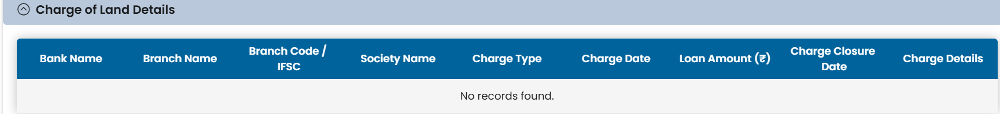 Charge of Land Details
Bank Name Branch Name Branch Code / IFSC Society Name Charge Type Charge Date Loan Amount (₹) Charge Closure Date Charge Details
No records found.